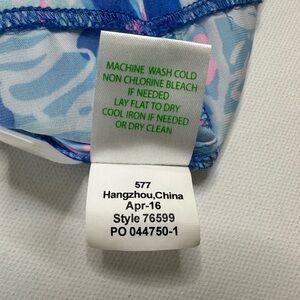 MACHINE WASH COLD
NON CHLORINE BLEACH
IF NEEDED
LAY FLAT TO DRY
COOL IRON IF NEEDED
OR DRY CLEAN
577
Hangzhou,China
Apr-16
Style 76599
PO 044750-1